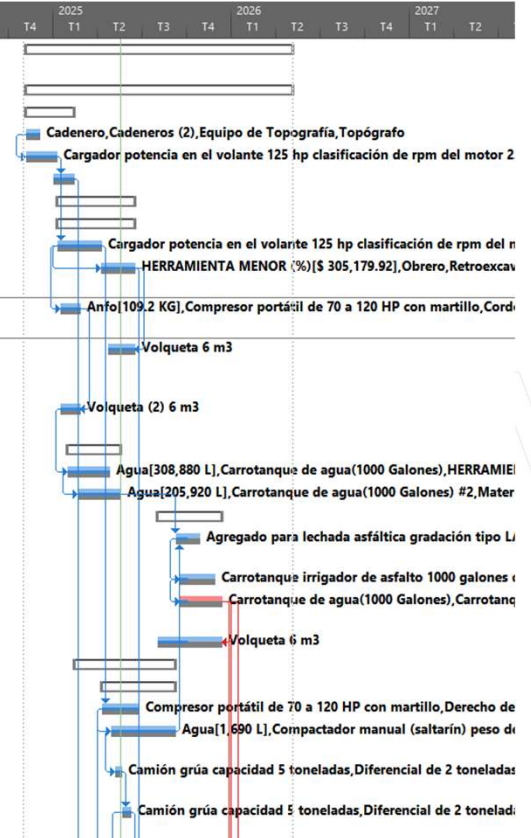 2025 2026 2027
T4 T1 T2 T3 T4 T1 T2 T3 T4 T1 T2
Cadenero,Cadeneros (2),Equipo de Topografía,Topógrafo
Cargador potencia en el volante 125 hp clasificación de rpm del motor 2
Cargador potencia en el volante 125 hp clasificación de rpm del
HERRAMIENTA MENOR (%)[$ 305,179.92],Obrero,Retroexcav
Anfo[109.2 KG],Compresor portátil de 70 a 120 HP con martillo,Cord
Volqueta 6 m3
Volqueta (2) 6 m3
Agua[308,880 L],Carrotanque de agua(1000 Galones),HERRAMIE
Agua[205,920 L],Carrotanque de agua(1000 Galones) #2,Mater
Agregado para lechada asfáltica gradación tipo LA
Carrotanque irrigador de asfalto 1000 galones
Carrotanque de agua(1000 Galones),Carrotanq
Volqueta 6 m3
Compresor portátil de 70 a 120 HP con martillo,Derecho de
Agua[1,690 L],Compactador manual (saltarín) peso de
Camión grúa capacidad 5 toneladas,Diferencial de 2 toneladas
Camión grúa capacidad 5 toneladas,Diferencial de 2 tonelada